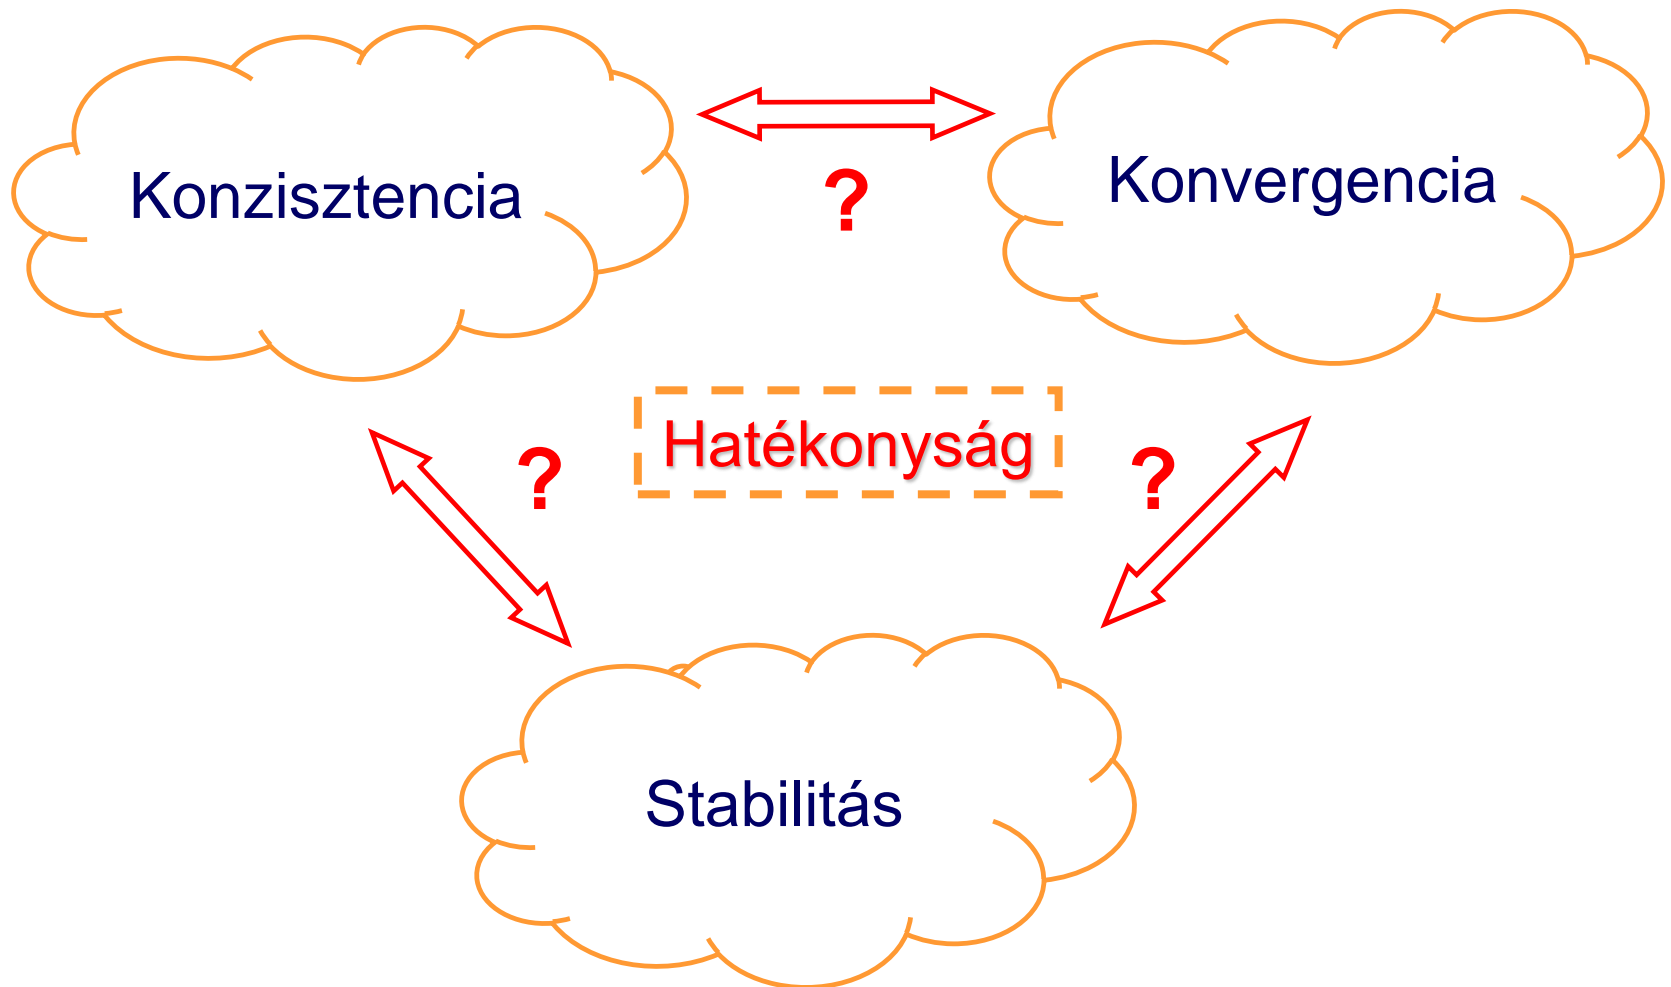 Konzisztencia
Konvergencia
?
Hatékonyság
?
?
Stabilitás